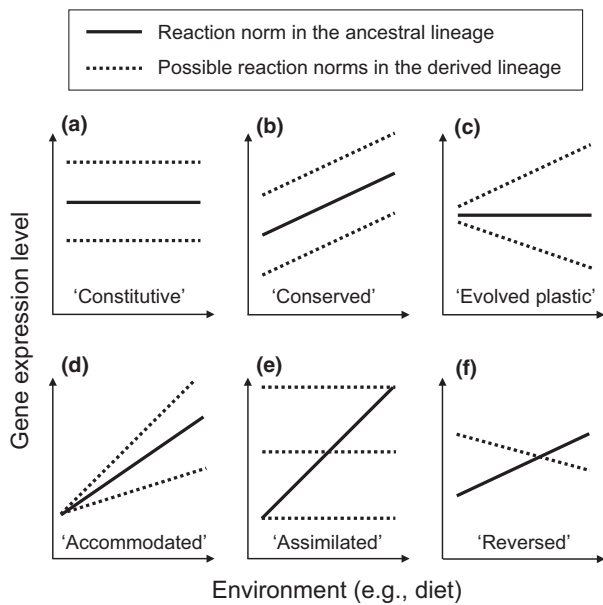 Reaction norm in the ancestral lineage
Possible reaction norms in the derived lineage
(a)
(b)
(c)
'Constitutive'
'Conserved'
'Evolved plastic'
Gene expression level
(d)
(e)
(f)
'Accommodated'
'Assimilated'
'Reversed'
Environment (e.g., diet)